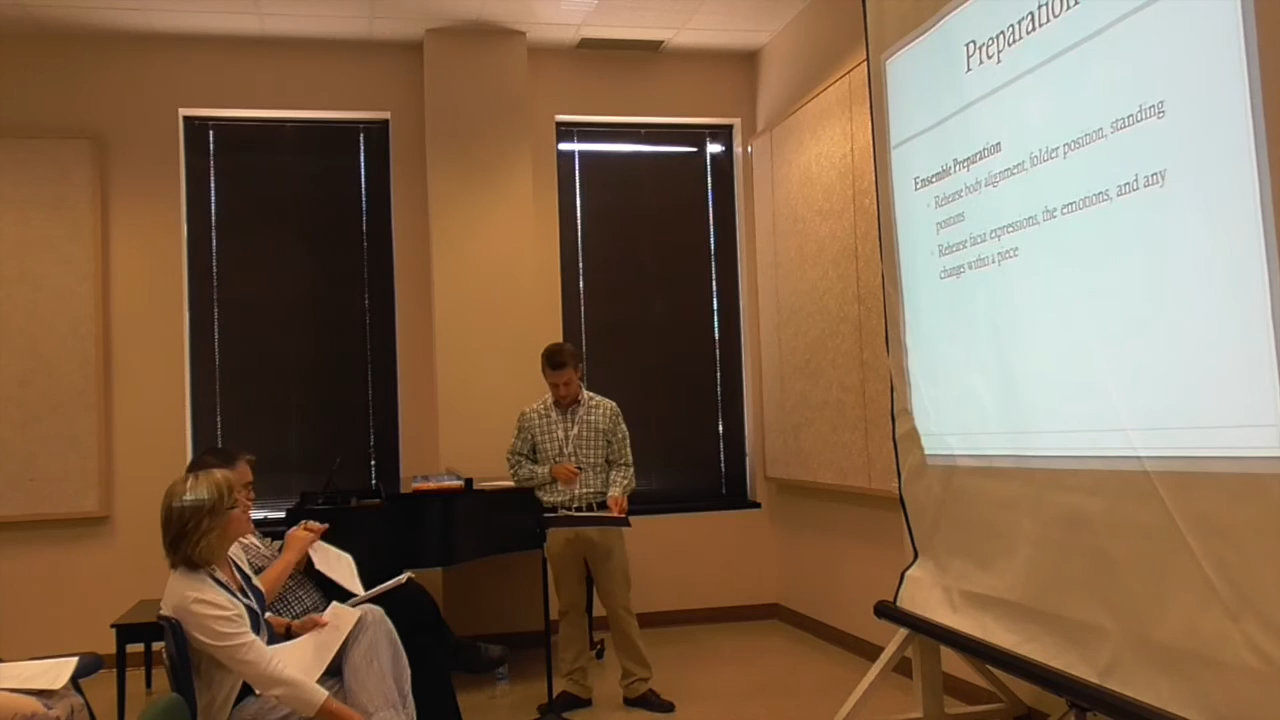 Preparation
Ensemble Preparation
Rehearse body alignment, folder position, standing
positions
Rehearse facial expressions, the emotions, and any
changes within a piece